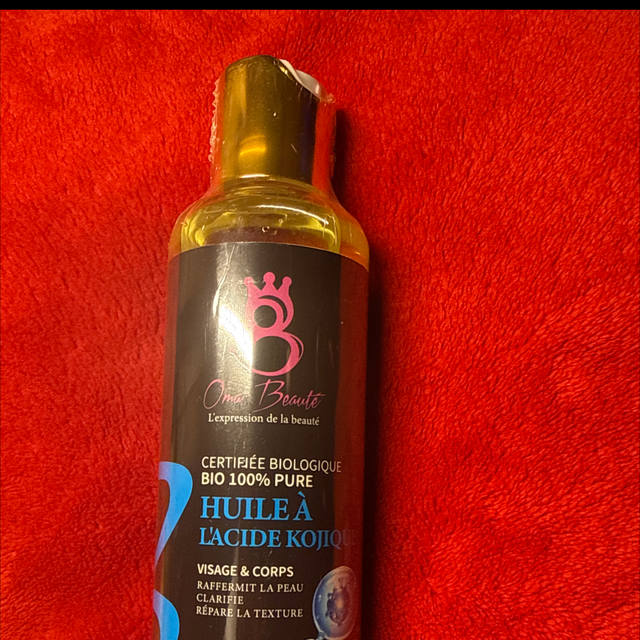 Oma Beauté
L'expression de la beauté
CERTIFIÉE BIOLOGIQUE
BIO 100% PURE
HUILE À
L'ACIDE KOJIQUE
VISAGE & CORPS
RAFFERMIT LA PEAU
CLARIFIE
RÉPARE LA TEXTURE